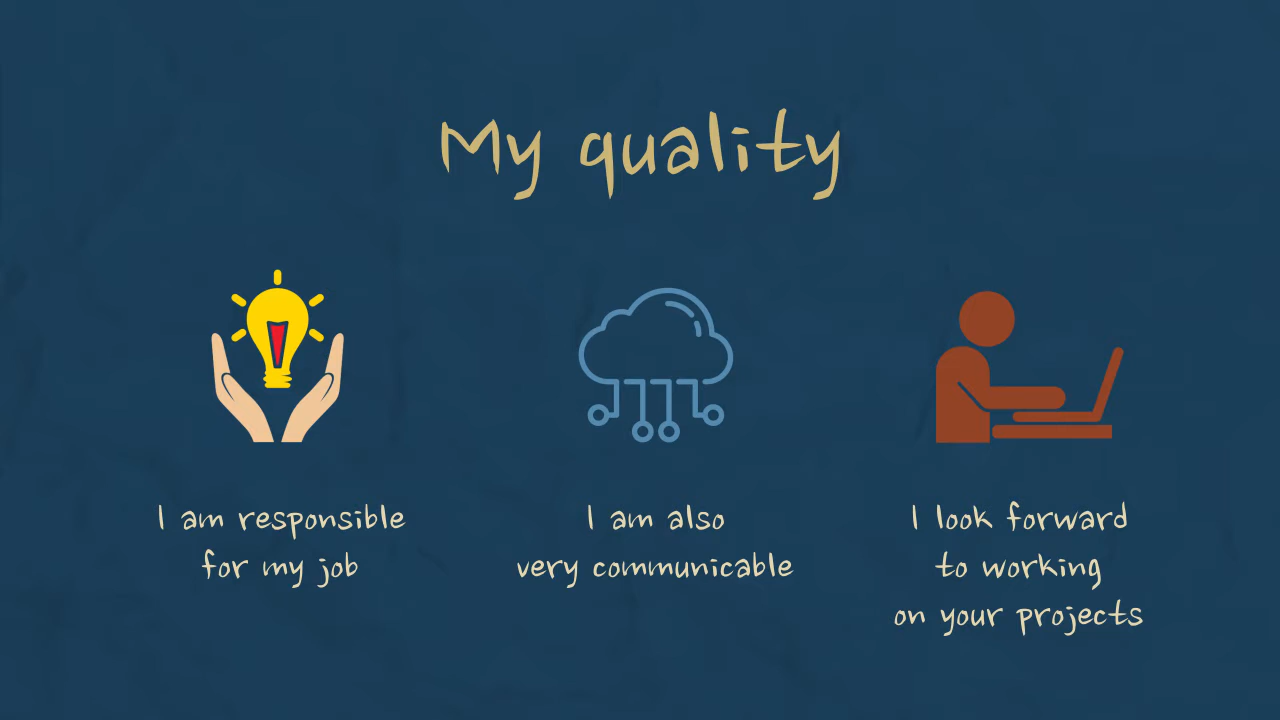 My quality
I am responsible
for my job
I am also
very communicable
I look forward
to working
on your projects